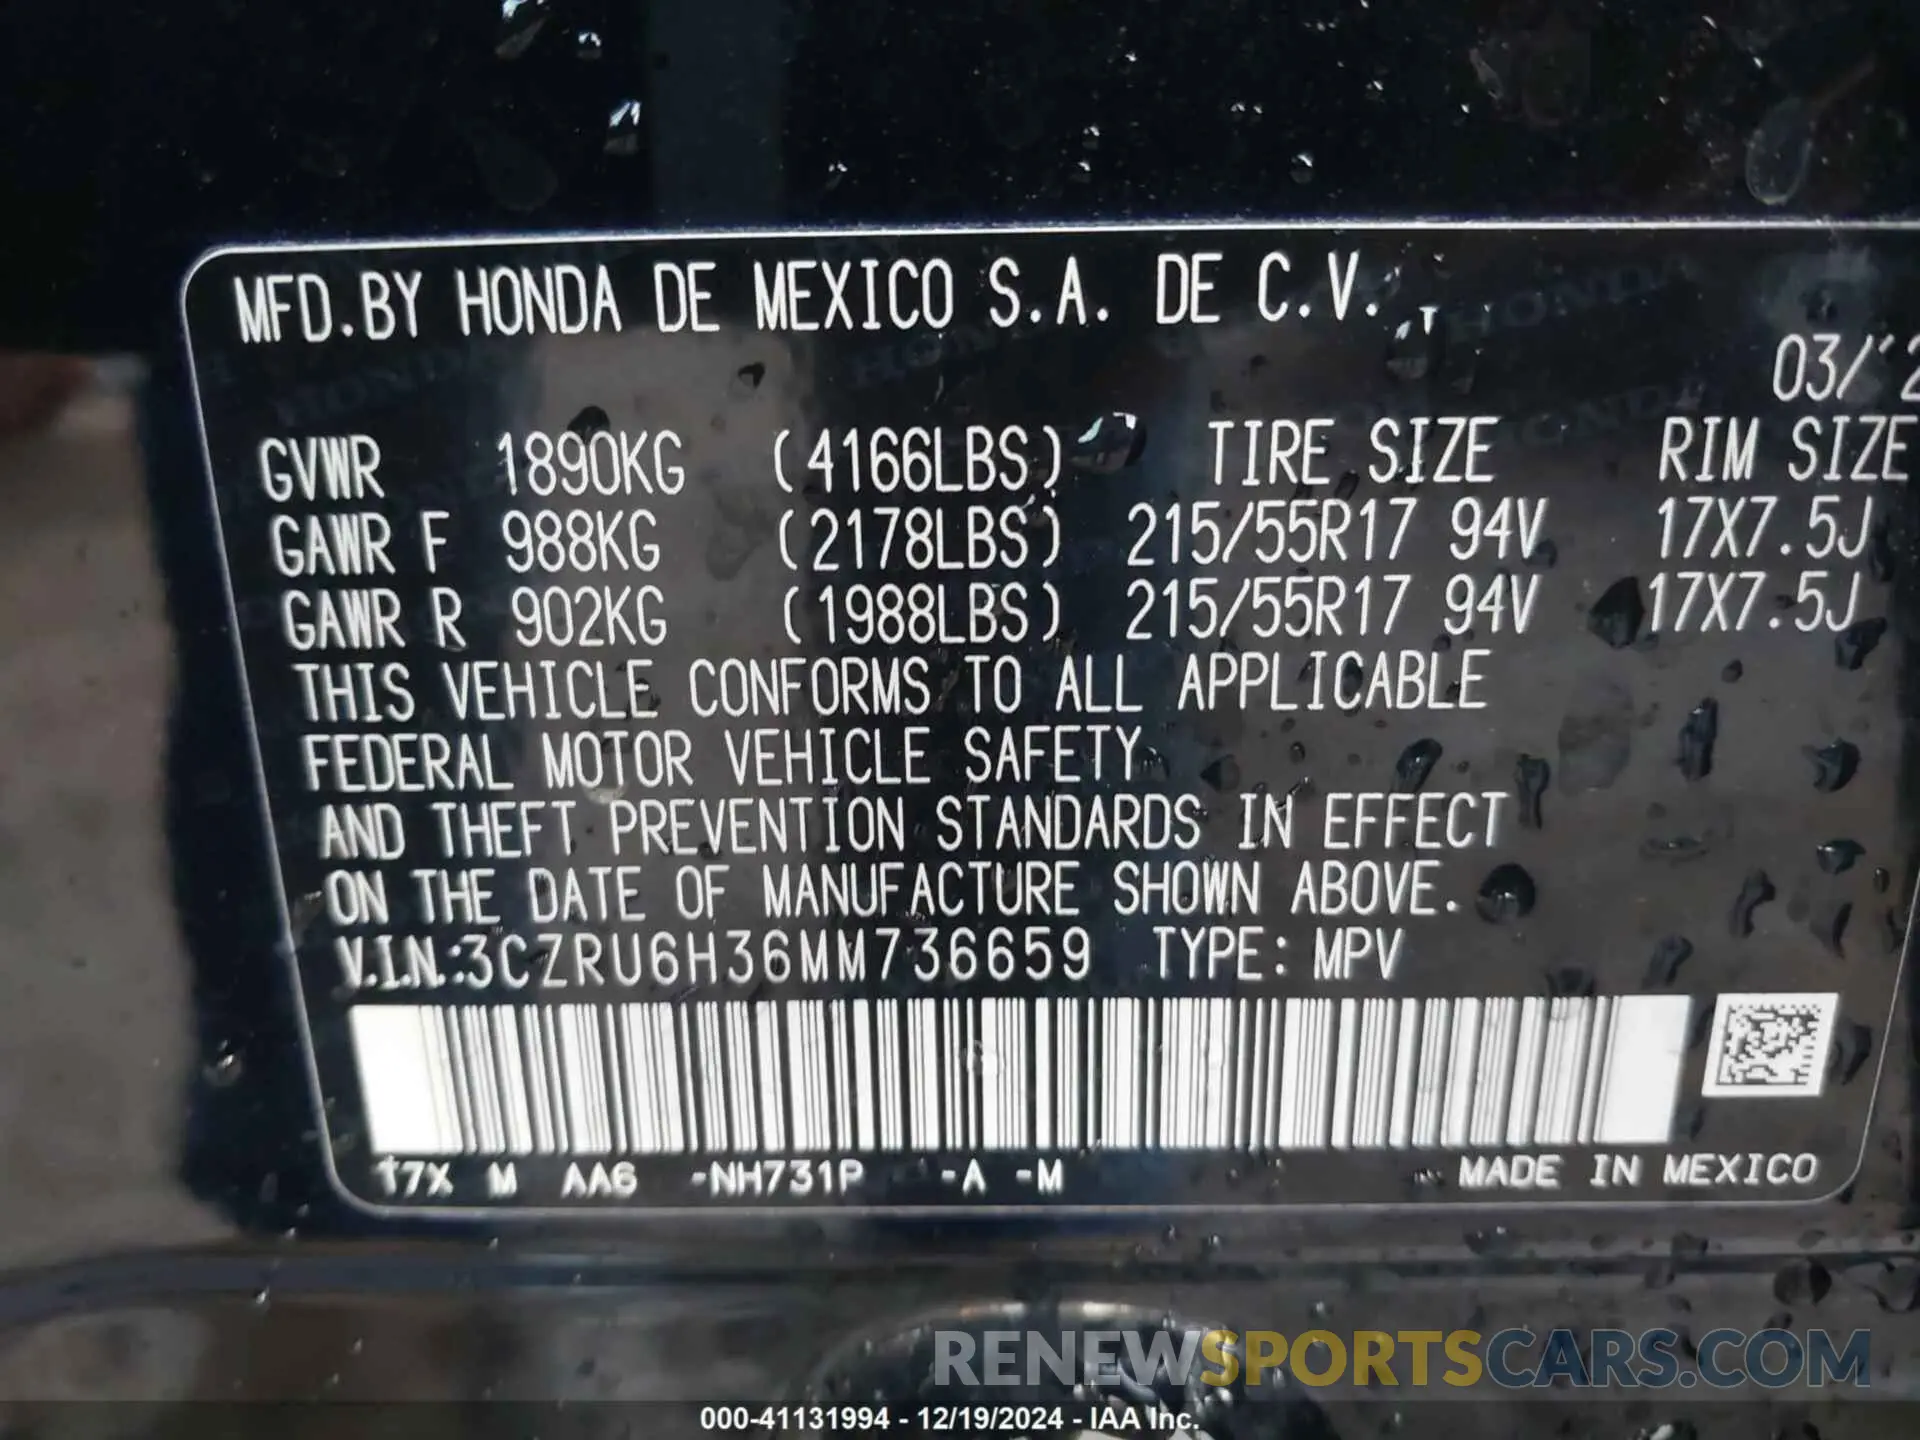 MFD.BY HONDA DE MEXICO S.A. DE C.V.
03/'2
GVWR 1890KG (4166LBS) TIRE SIZE RIM SIZE
GAWR F 988KG (2178LBS) 215/55R17 94V 17X7.5J
GAWR R 902KG (1988LBS) 215/55R17 94V 17X7.5J
THIS VEHICLE CONFORMS TO ALL APPLICABLE
FEDERAL MOTOR VEHICLE SAFETY
AND THEFT PREVENTION STANDARDS IN EFFECT
ON THE DATE OF MANUFACTURE SHOWN ABOVE.
V.I.N.:3CZRU6H36MM736659 TYPE: MPV
T7X M AA6 -NH731P -A -M MADE IN MEXICO
RENEWSPORTSCARS.COM
000-41131994 - 12/19/2024 - IAA Inc.